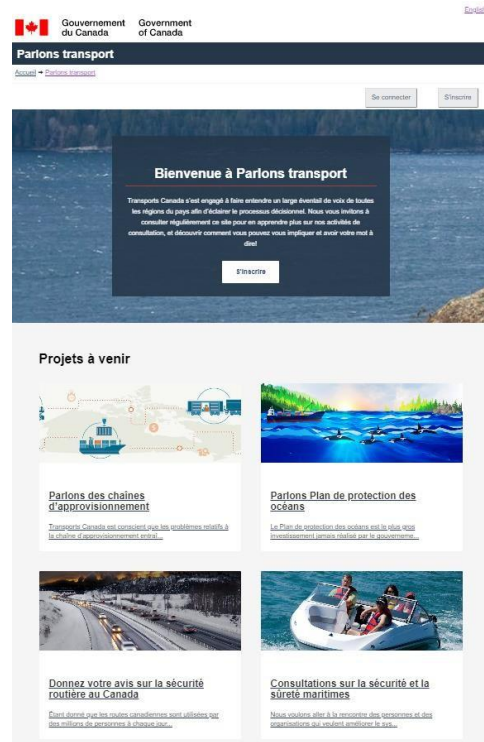 English
Gouvernement Government
du Canada of Canada
Parlons transport
Accueil → Parlons transport
Se connecter S'inscrire
Bienvenue à Parlons transport
Transports Canada s'est engagé à faire entendre un large éventail de voix de toutes
les régions du pays afin d'éclairer le processus décisionnel. Nous vous invitons à
consulter régulièrement ce site pour en apprendre plus sur nos activités de
consultation, et découvrir comment vous pouvez vous impliquer et avoir votre mot à
dire!
S'inscrire
Projets à venir
Parlons des chaînes
d'approvisionnement
Transports Canada est conscient que les problèmes relatifs à
la chaîne d'approvisionnement entraî...
Parlons Plan de protection des
océans
Le Plan de protection des océans est le plus gros
investissement jamais réalisé par le gouverneme...
Donnez votre avis sur la sécurité
routière au Canada
Étant donné que les routes canadiennes sont utilisées par
des millions de personnes à chaque jour...
Consultations sur la sécurité et la
sûreté maritimes
Nous voulons aller à la rencontre des personnes et des
organisations qui veulent améliorer le sys...